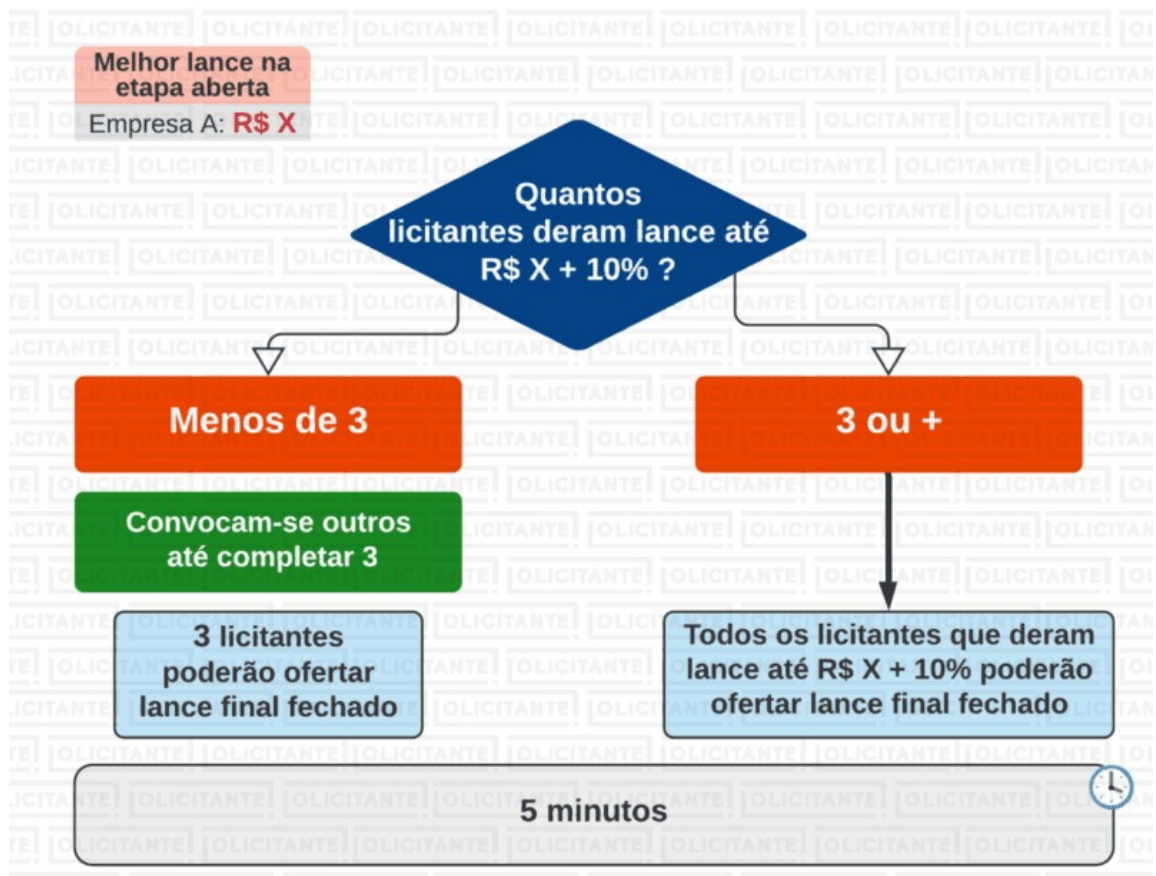 Melhor lance na
etapa aberta
Empresa A: R$ X
Quantos
licitantes deram lance até
R$ X + 10% ?
Menos de 3
3 ou +
Convocam-se outros
até completar 3
3 licitantes
poderão ofertar
lance final fechado
Todos os licitantes que deram
lance até R$ X + 10% poderão
ofertar lance final fechado
5 minutos
OLICITANTE